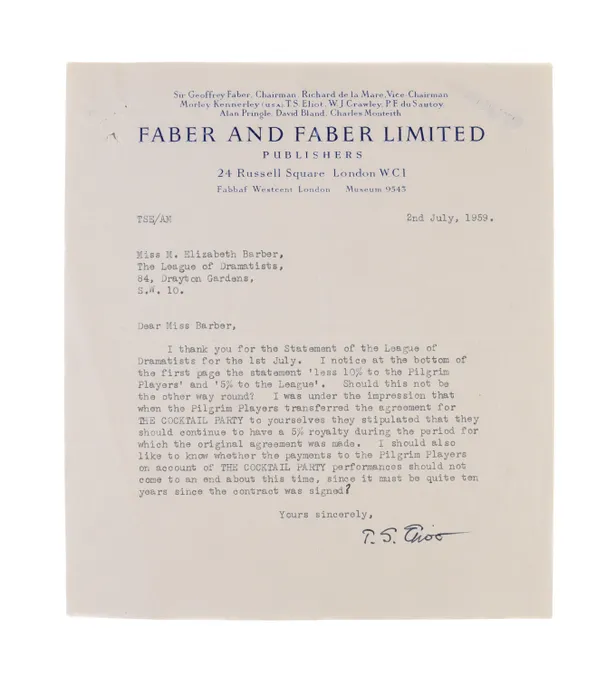 Sir Geoffrey Faber, Chairman. Richard de la Mare, Vice-Chairman
Morley Kennerley (U.S.A.) T.S. Eliot. W.J. Crawley. P.F. du Sautoy
Alan Pringle. David Bland. Charles Monteith
FABER AND FABER LIMITED
PUBLISHERS
24 Russell Square London WC1
Fabbaf Westcent London Museum 9543
TSE/AN 2nd July, 1959.
Miss M. Elizabeth Barber,
The League of Dramatists,
84, Drayton Gardens,
S.W. 10.
Dear Miss Barber,
I thank you for the Statement of the League of
Dramatists for the 1st July. I notice at the bottom of
the first page the statement 'less 10% to the Pilgrim
Players' and '5% to the League'. Should this not be
the other way round? I was under the impression that
when the Pilgrim Players transferred the agreement for
THE COCKTAIL PARTY to yourselves they stipulated that they
should continue to have a 5% royalty during the period for
which the original agreement was made. I should also
like to know whether the payments to the Pilgrim Players
on account of THE COCKTAIL PARTY performances should not
come to an end about this time, since it must be quite ten
years since the contract was signed?
Yours sincerely,
T. S. Eliot